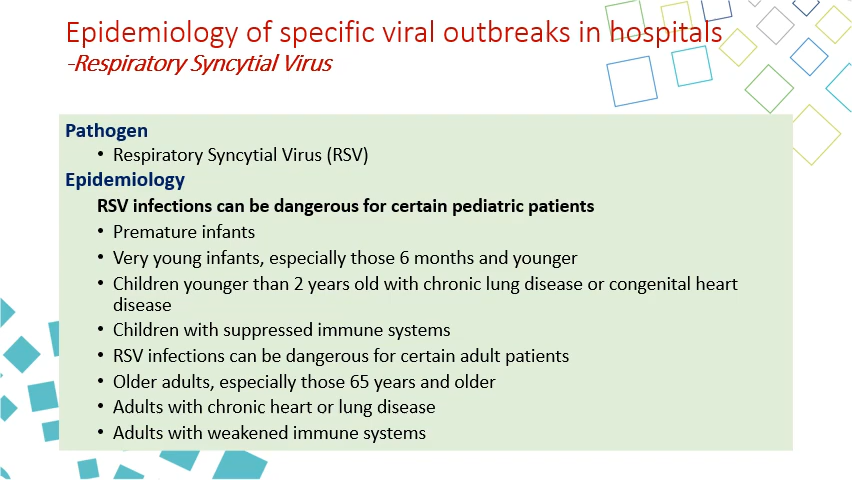 Epidemiology of specific viral outbreaks in hospitals
-Respiratory Syncytial Virus
Pathogen
• Respiratory Syncytial Virus (RSV)
Epidemiology
RSV infections can be dangerous for certain pediatric patients
• Premature infants
• Very young infants, especially those 6 months and younger
• Children younger than 2 years old with chronic lung disease or congenital heart
disease
• Children with suppressed immune systems
• RSV infections can be dangerous for certain adult patients
• Older adults, especially those 65 years and older
• Adults with chronic heart or lung disease
• Adults with weakened immune systems